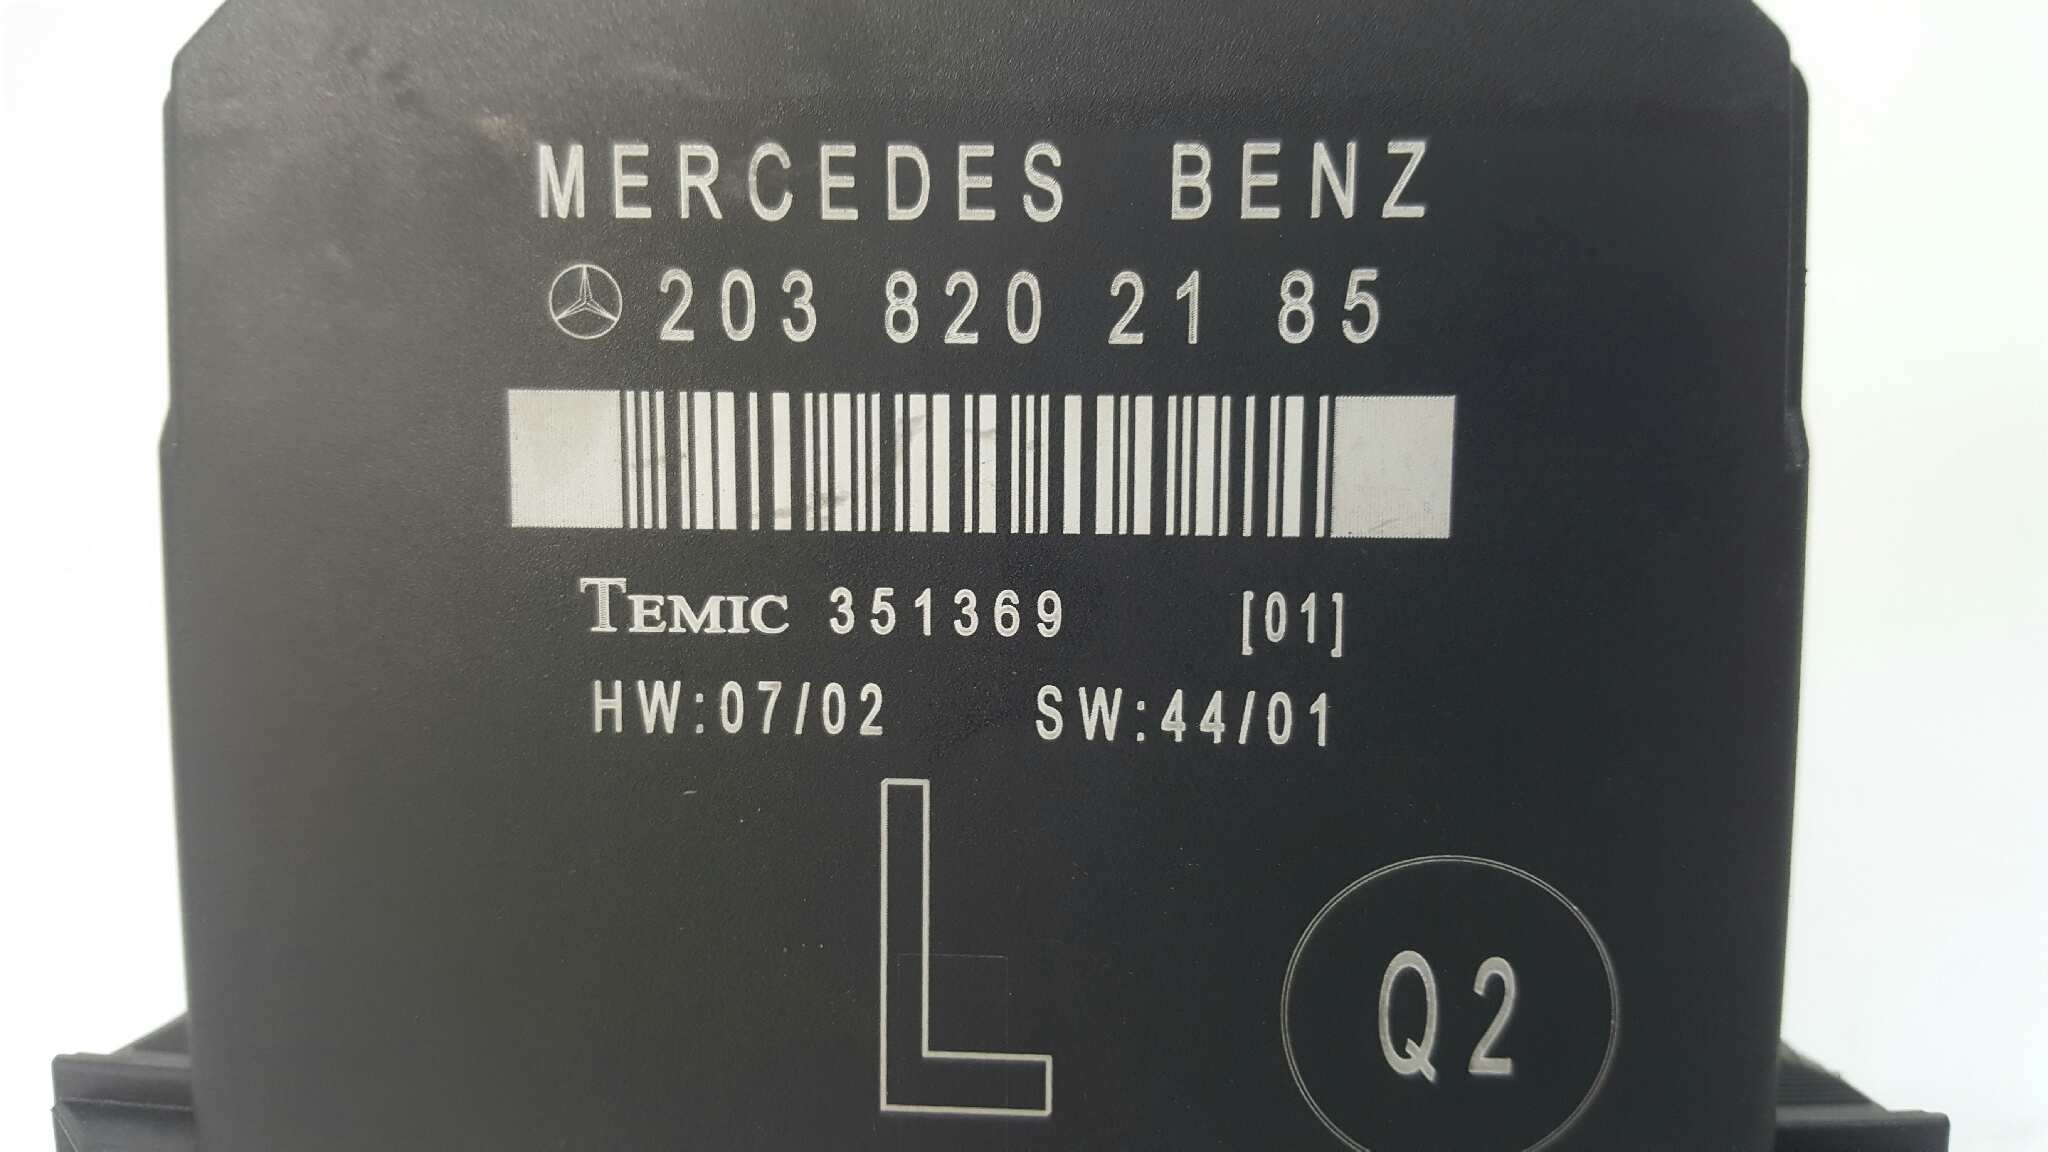 MERCEDES BENZ
203 820 21 85
TEMIC 351369 [01]
HW:07/02 SW:44/01
L
Q2